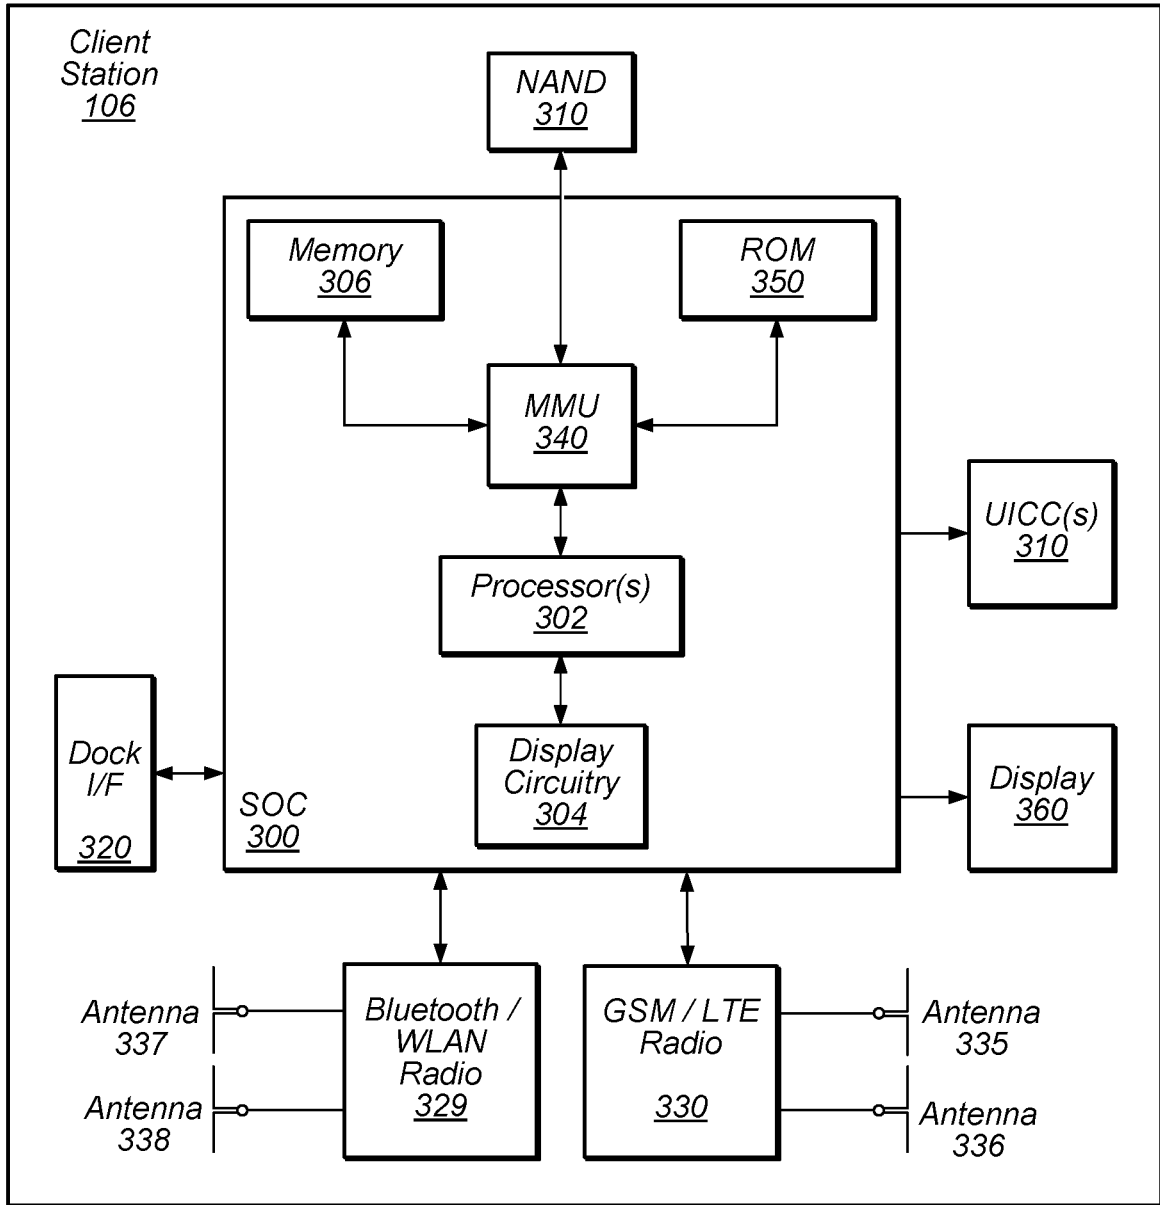 Client
Station
106
NAND
310
Memory
306
ROM
350
MMU
340
UICC(s)
310
Processor(s)
302
Dock
I/F
320
Display
Circuitry
304
SOC
300
Display
360
Antenna
337
Bluetooth /
WLAN
Radio
329
GSM / LTE
Radio
330
Antenna
335
Antenna
338
Antenna
336